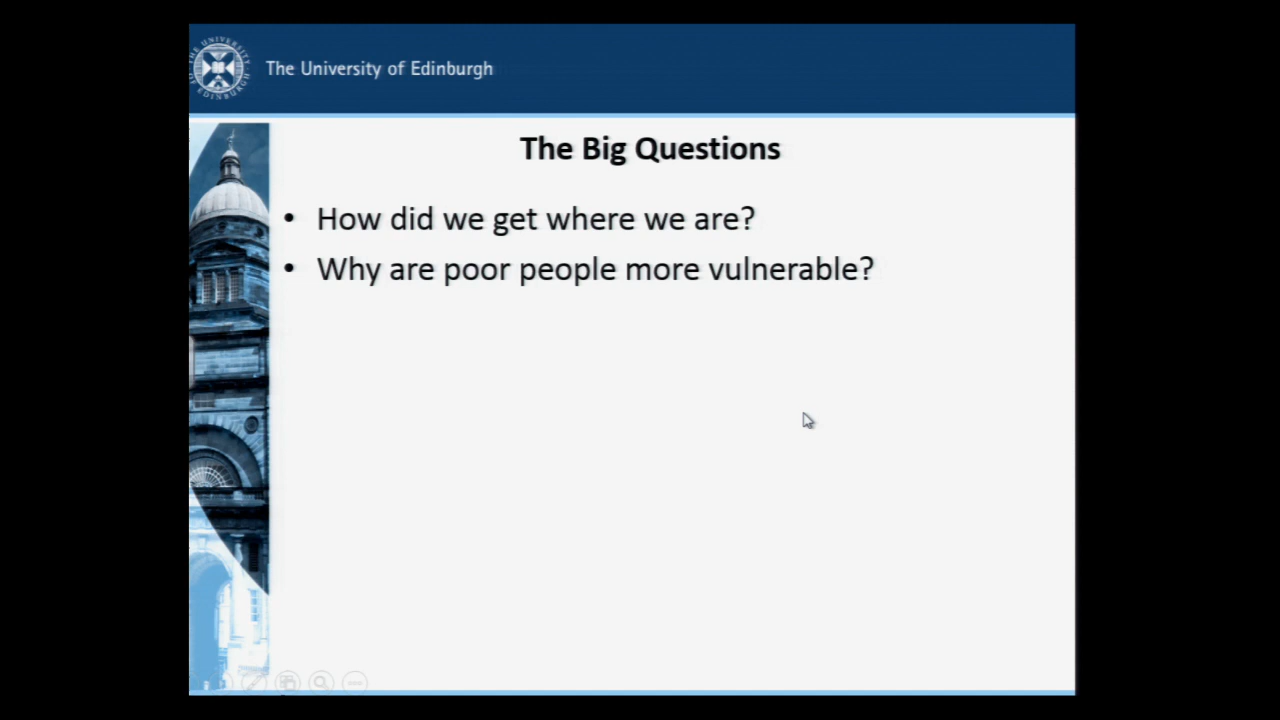 THE UNIVERSITY OF EDINBURGH
The University of Edinburgh
The Big Questions
• How did we get where we are?
• Why are poor people more vulnerable?